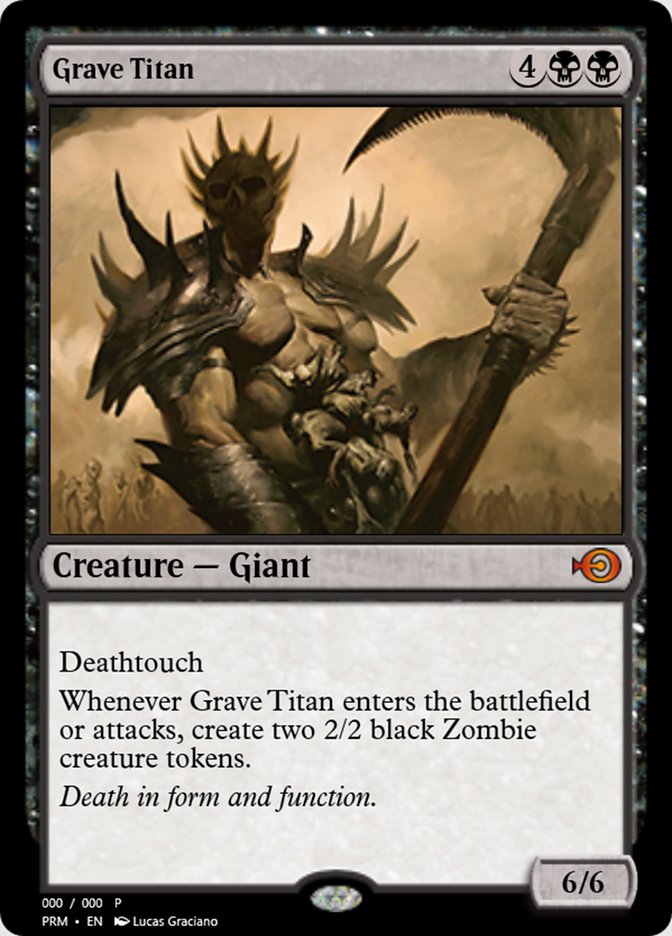 Grave Titan 4
Creature — Giant
Deathtouch
Whenever Grave Titan enters the battlefield
or attacks, create two 2/2 black Zombie
creature tokens.
Death in form and function.
6/6
000 / 000 P
PRM • EN Lucas Graciano